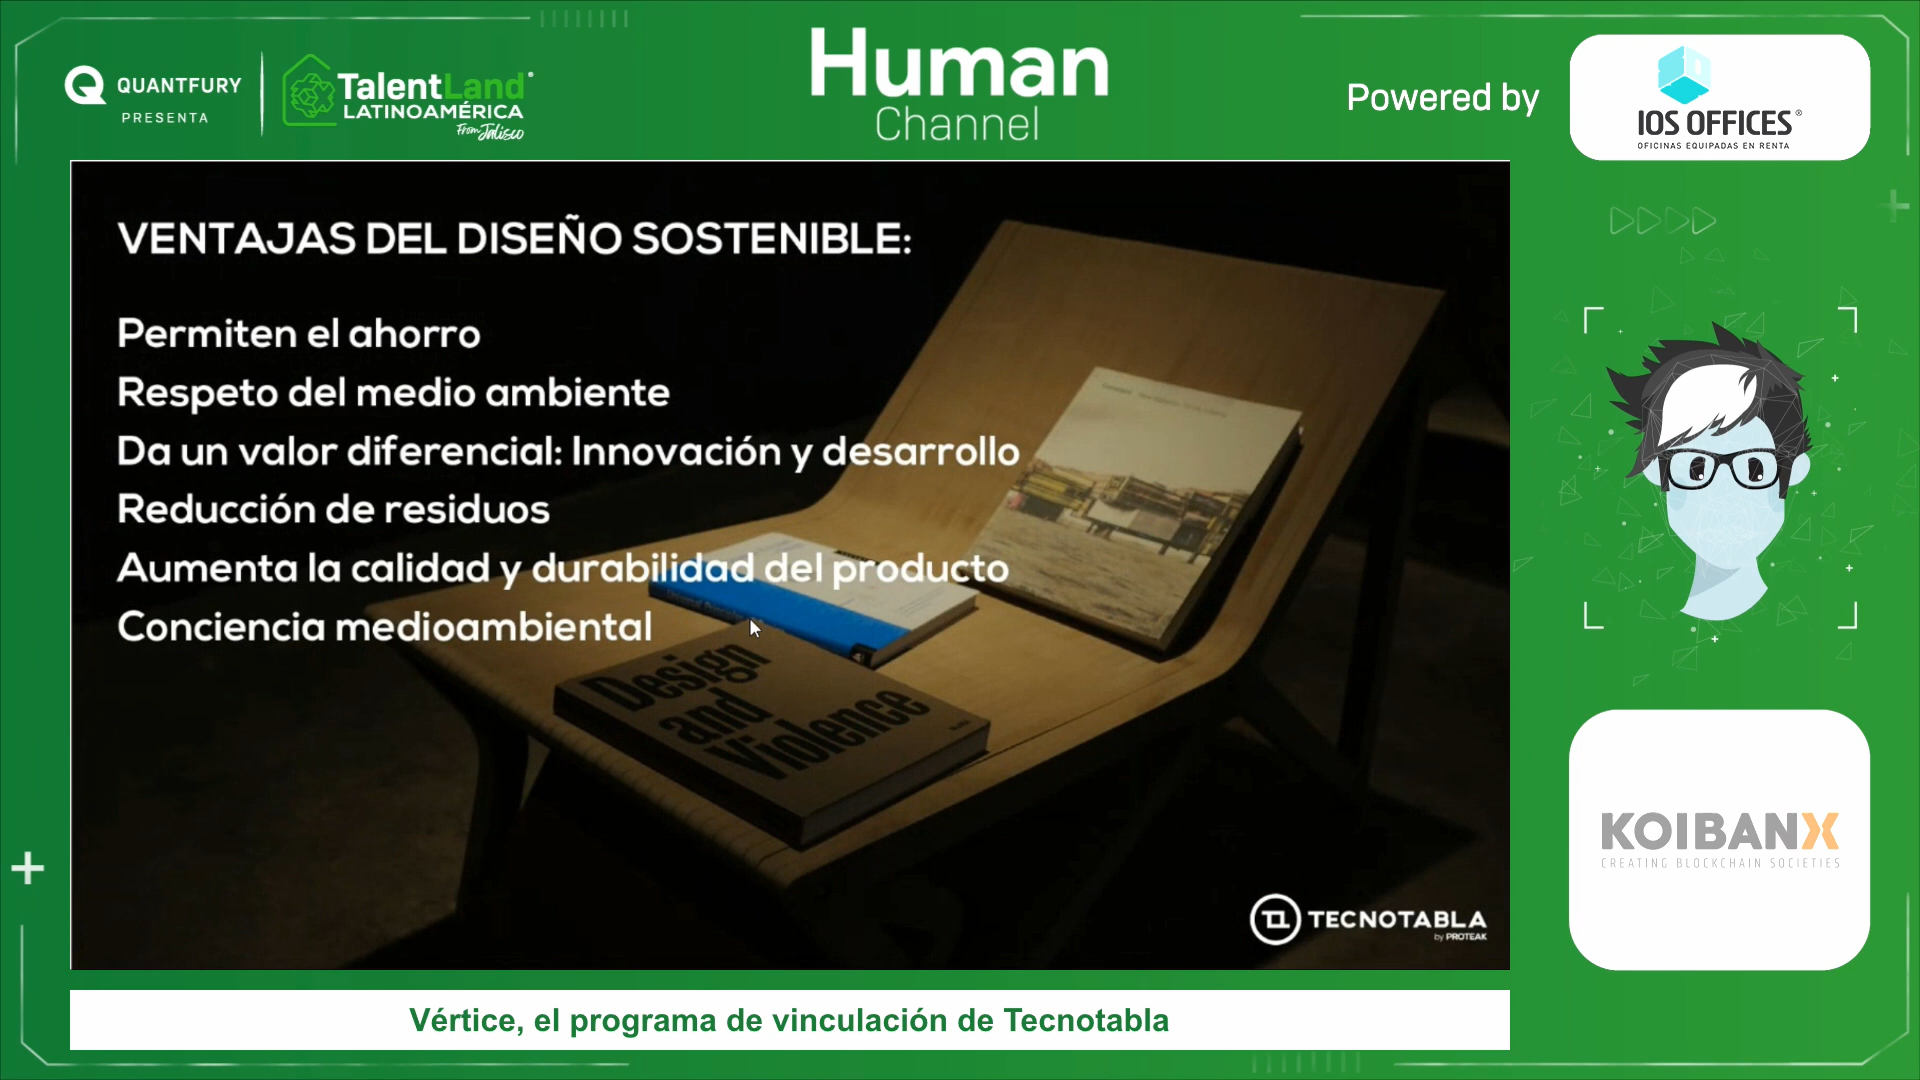 QUANTFURY
PRESENTA
TalentLand
LATINOAMÉRICA
From Jalisco
Human
Channel
Powered by
IOS OFFICES®
OFICINAS EQUIPADAS EN RENTA
VENTAJAS DEL DISEÑO SOSTENIBLE:
Permiten el ahorro
Respeto del medio ambiente
Da un valor diferencial: Innovación y desarrollo
Reducción de residuos
Aumenta la calidad y durabilidad del producto
Conciencia medioambiental
Design
and
Violence
TECNOTABLA
by PROTEAK
KOIBANX
CREATING BLOCKCHAIN SOCIETIES
Vértice, el programa de vinculación de Tecnotabla